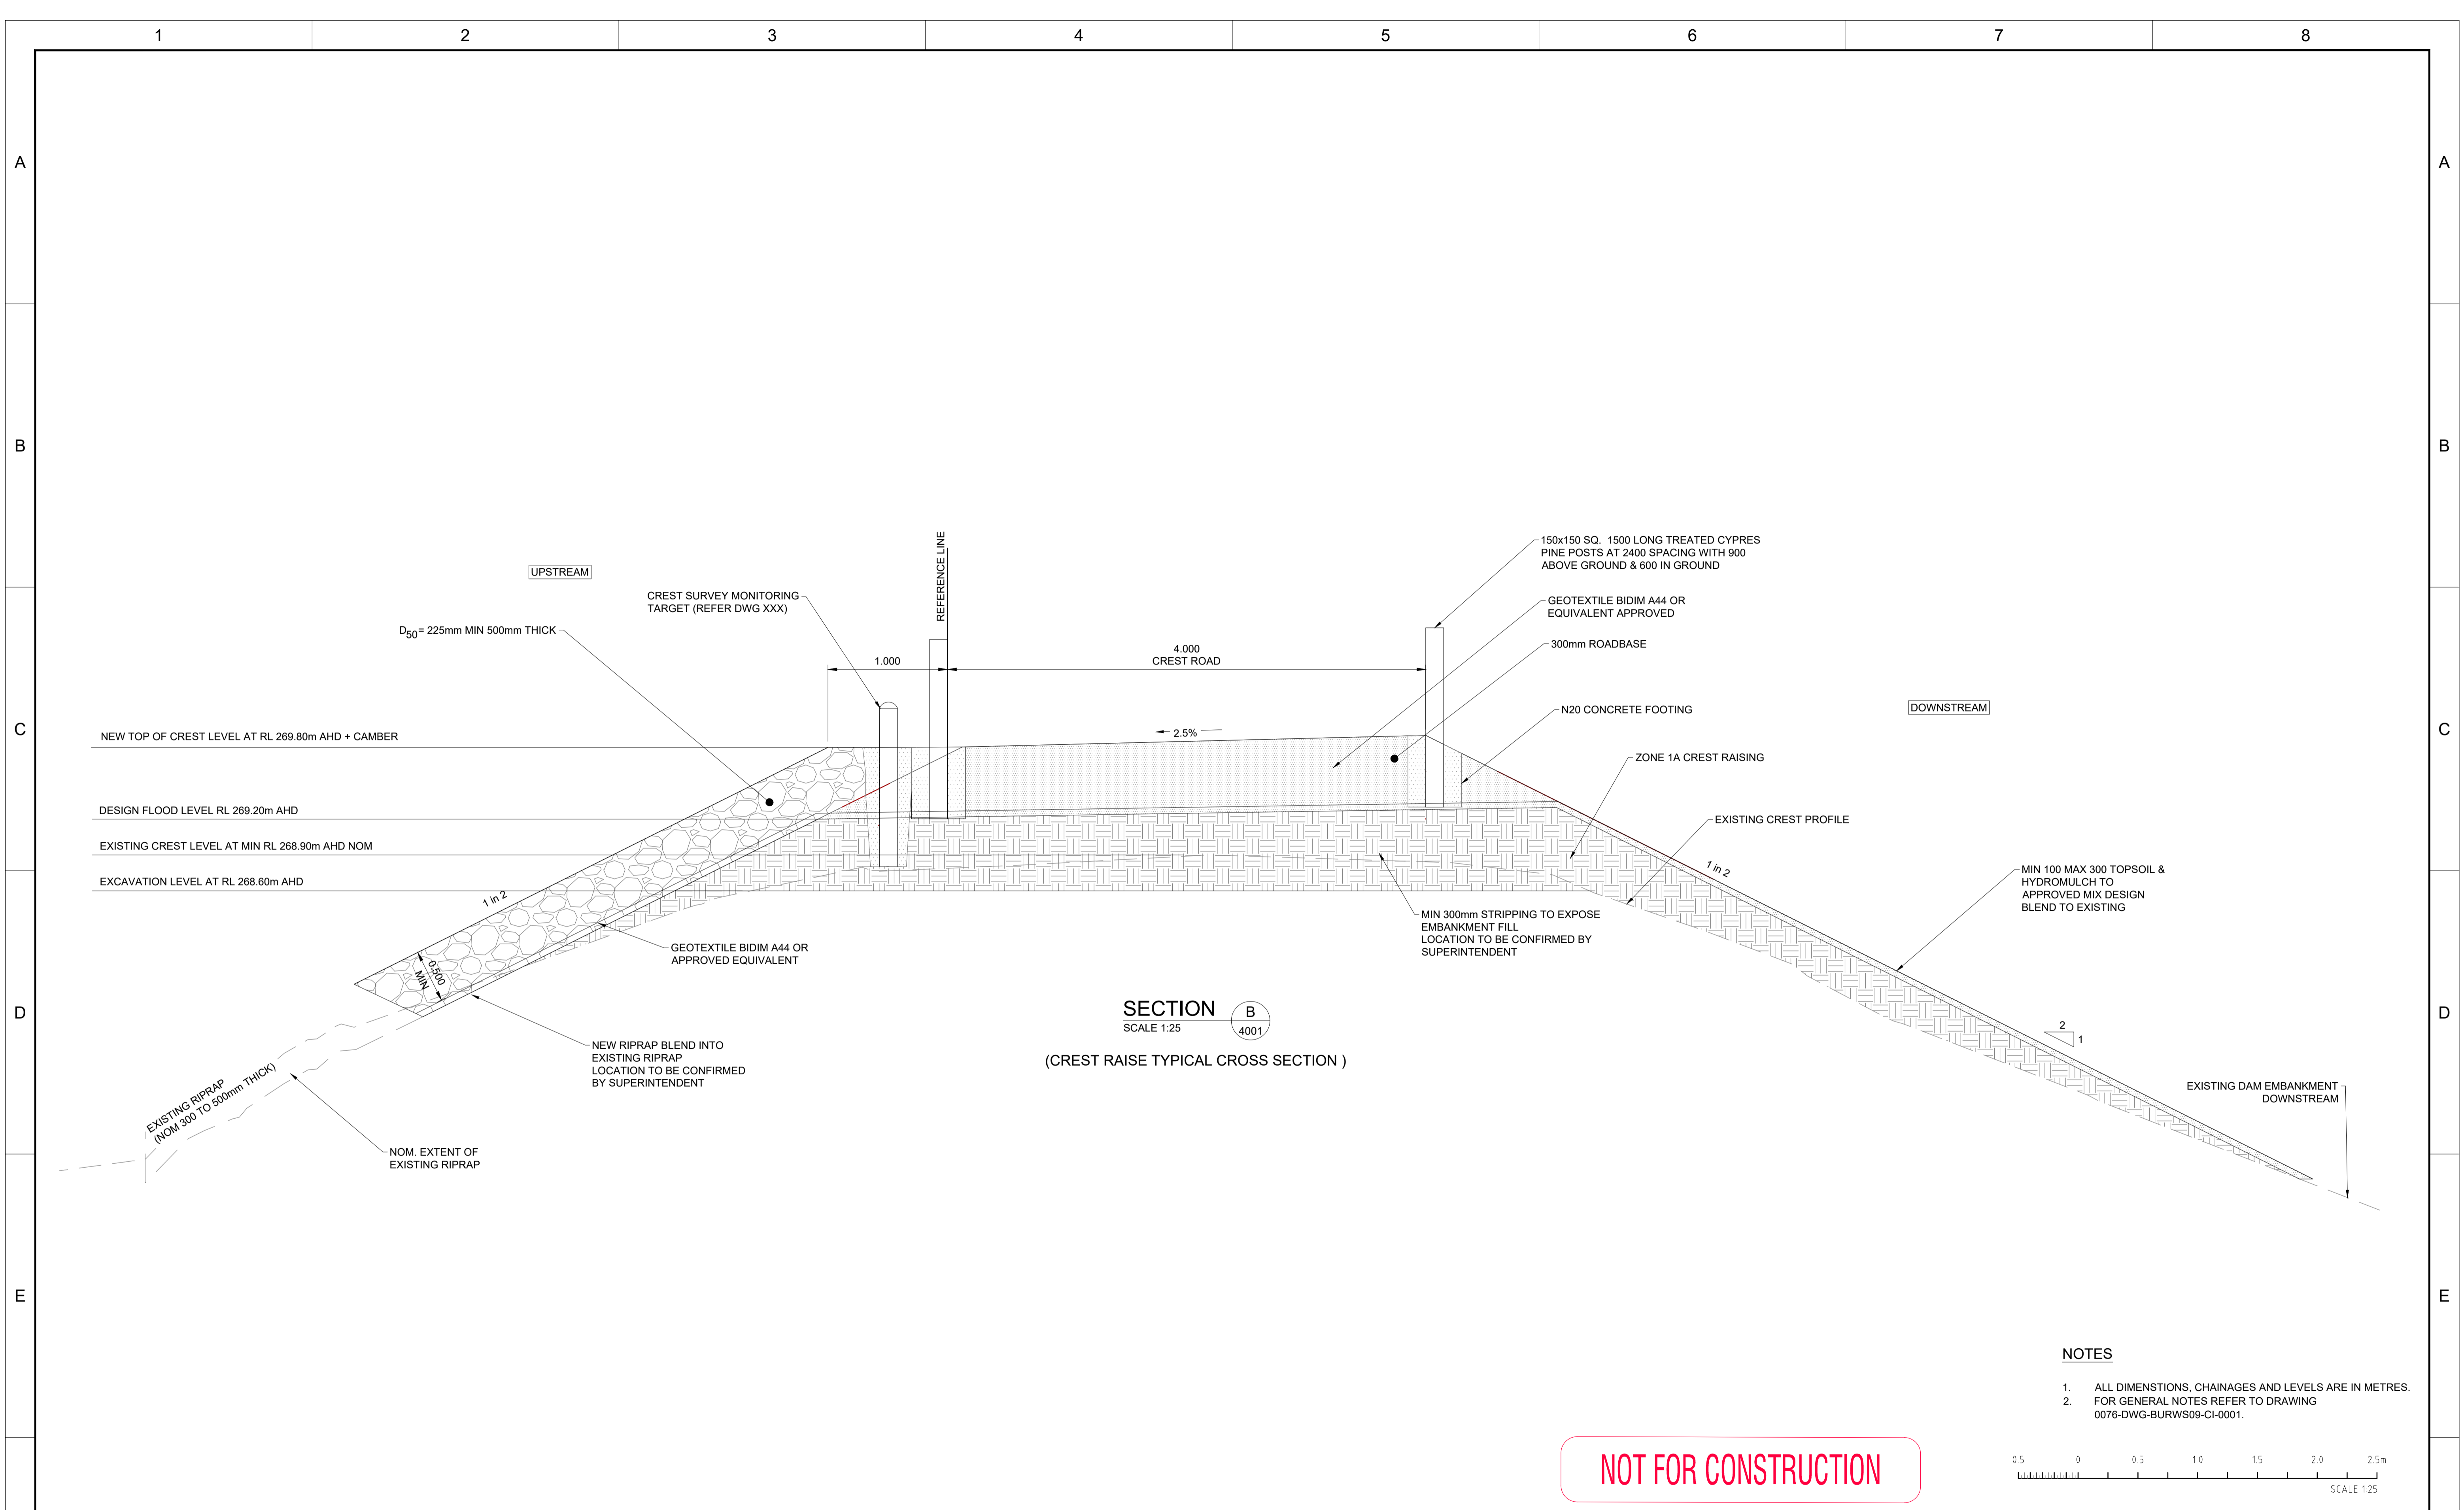 1 2 3 4 5 6 7 8
A A
B B
C C
D D
E E
UPSTREAM
CREST SURVEY MONITORING
TARGET (REFER DWG XXX)
D50= 225mm MIN 500mm THICK
REFERENCE LINE
1.000
4.000
CREST ROAD
2.5%
150x150 SQ. 1500 LONG TREATED CYPRES
PINE POSTS AT 2400 SPACING WITH 900
ABOVE GROUND & 600 IN GROUND
GEOTEXTILE BIDIM A44 OR
EQUIVALENT APPROVED
300mm ROADBASE
N20 CONCRETE FOOTING
DOWNSTREAM
ZONE 1A CREST RAISING
EXISTING CREST PROFILE
NEW TOP OF CREST LEVEL AT RL 269.80m AHD + CAMBER
DESIGN FLOOD LEVEL RL 269.20m AHD
EXISTING CREST LEVEL AT MIN RL 268.90m AHD NOM
EXCAVATION LEVEL AT RL 268.60m AHD
1 in 2
1 in 2
MIN 100 MAX 300 TOPSOIL &
HYDROMULCH TO
APPROVED MIX DESIGN
BLEND TO EXISTING
MIN 300mm STRIPPING TO EXPOSE
EMBANKMENT FILL
LOCATION TO BE CONFIRMED BY
SUPERINTENDENT
GEOTEXTILE BIDIM A44 OR
APPROVED EQUIVALENT
0.500
MIN
NEW RIPRAP BLEND INTO
EXISTING RIPRAP
LOCATION TO BE CONFIRMED
BY SUPERINTENDENT
EXISTING RIPRAP
(NOM 300 TO 500mm THICK)
NOM. EXTENT OF
EXISTING RIPRAP
SECTION B
SCALE 1:25 4001
(CREST RAISE TYPICAL CROSS SECTION )
2
1
EXISTING DAM EMBANKMENT
DOWNSTREAM
NOTES
1. ALL DIMENSTIONS, CHAINAGES AND LEVELS ARE IN METRES.
2. FOR GENERAL NOTES REFER TO DRAWING
0076-DWG-BURWS09-CI-0001.
NOT FOR CONSTRUCTION
0.5 0 0.5 1.0 1.5 2.0 2.5m
SCALE 1:25